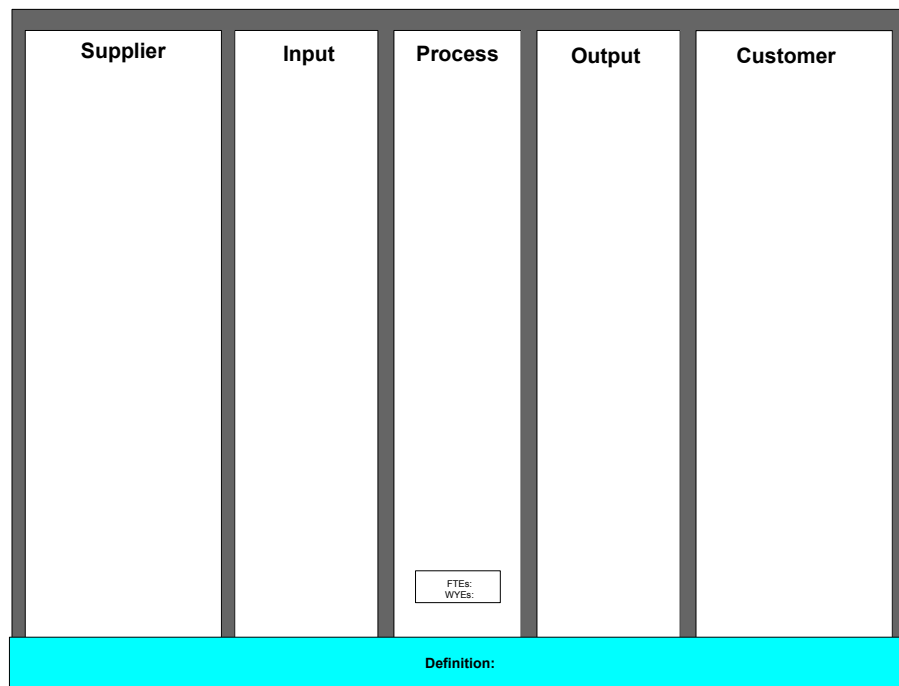 Supplier
Input
Process
Output
Customer
FTEs:
WYEs:
Definition: